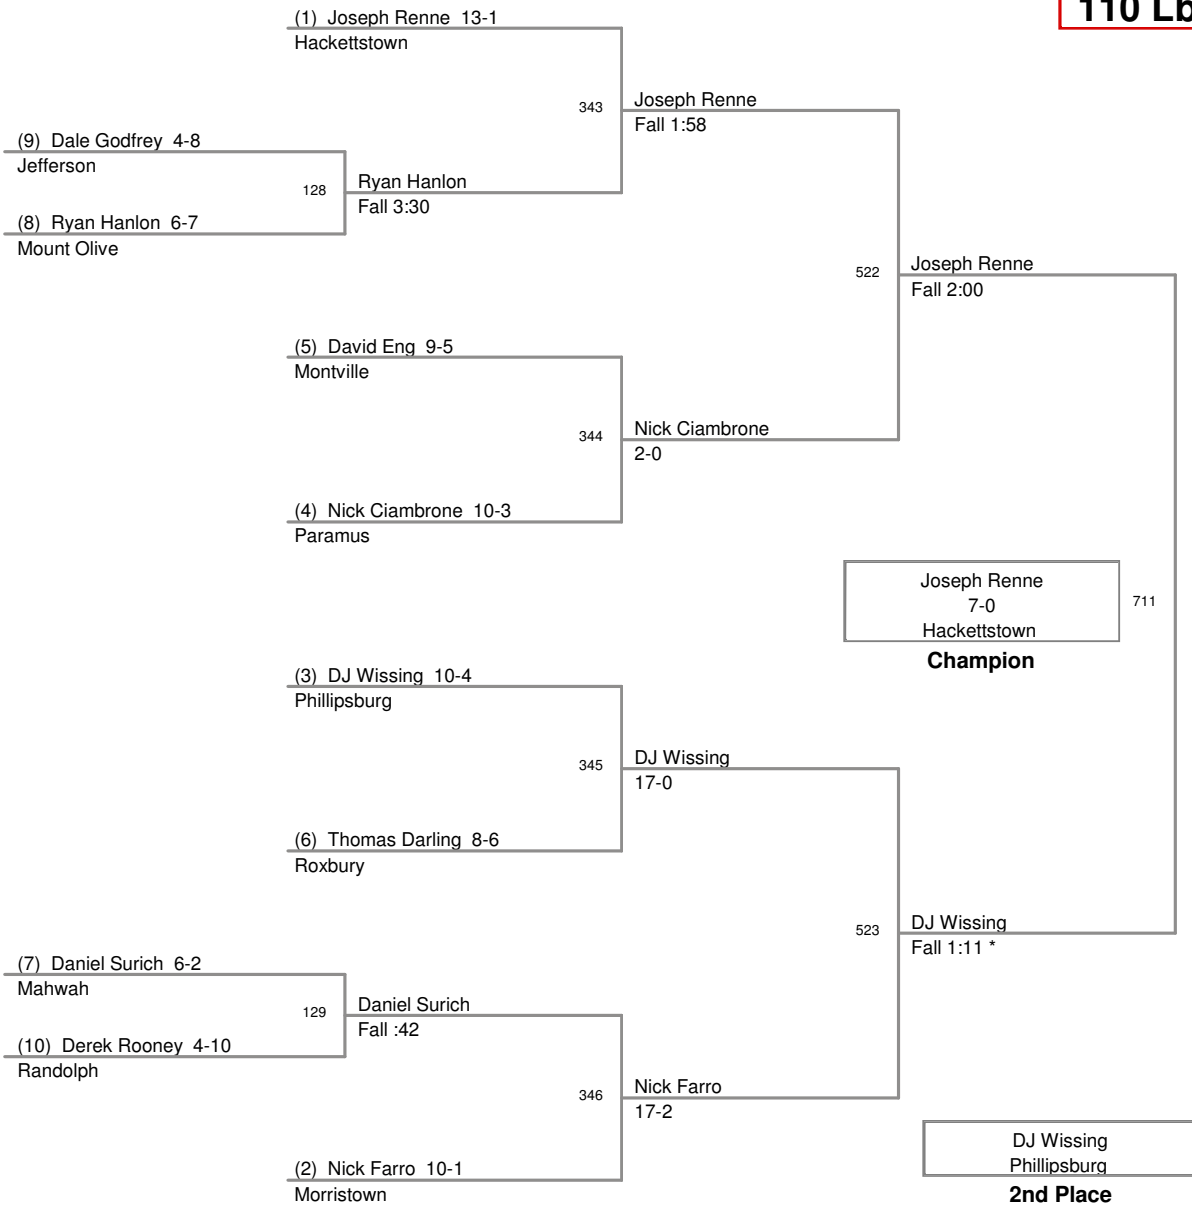 110 Lb
(1) Joseph Renne 13-1
Hackettstown
343
Joseph Renne
Fall 1:58
(9) Dale Godfrey 4-8
Jefferson
128
Ryan Hanlon
Fall 3:30
(8) Ryan Hanlon 6-7
Mount Olive
522
Joseph Renne
Fall 2:00
(5) David Eng 9-5
Montville
344
Nick Ciambrone
2-0
(4) Nick Ciambrone 10-3
Paramus
Joseph Renne
7-0
Hackettstown
Champion
711
(3) DJ Wissing 10-4
Phillipsburg
345
DJ Wissing
17-0
(6) Thomas Darling 8-6
Roxbury
523
DJ Wissing
Fall 1:11 *
(7) Daniel Surich 6-2
Mahwah
129
Daniel Surich
Fall :42
(10) Derek Rooney 4-10
Randolph
346
Nick Farro
17-2
(2) Nick Farro 10-1
Morristown
DJ Wissing
Phillipsburg
2nd Place